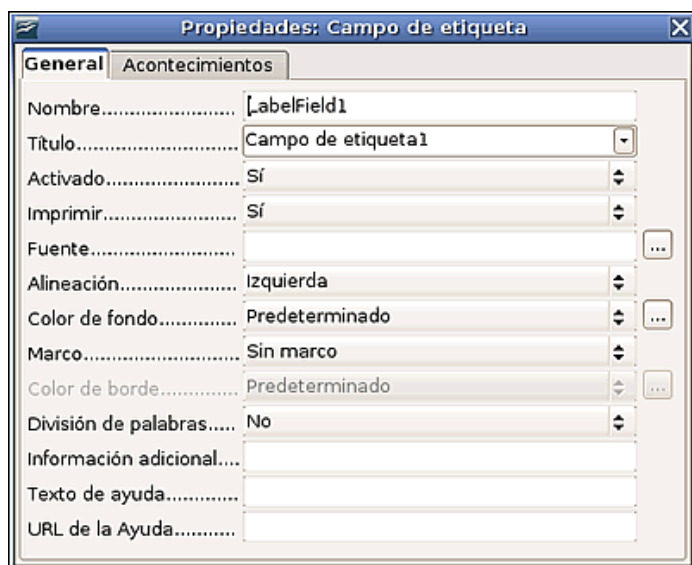 Propiedades: Campo de etiqueta
General Acontecimientos
Nombre........................ LabelField1
Título............................ Campo de etiqueta1
Activado........................ Sí
Imprimir........................ Sí
Fuente......................... ...
Alineación.................... Izquierda
Color de fondo............. Predeterminado ...
Marco.......................... Sin marco
Color de borde............. Predeterminado ...
División de palabras..... No
Información adicional....
Texto de ayuda............
URL de la Ayuda...........